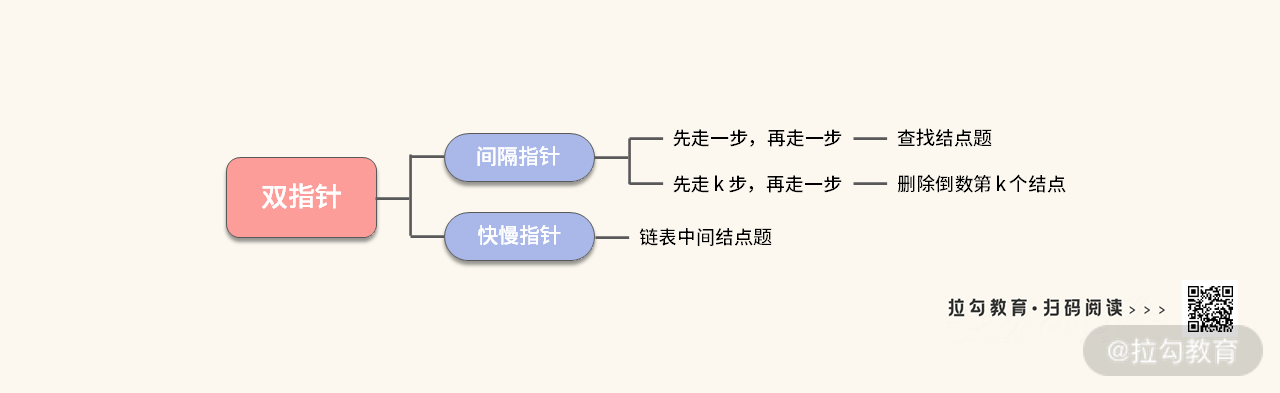 双指针
间隔指针
先走一步，再走一步
查找结点题
先走 k 步，再走一步
删除倒数第 k 个结点
快慢指针
链表中间结点题
拉勾教育·扫码阅读>>>
@拉勾教育